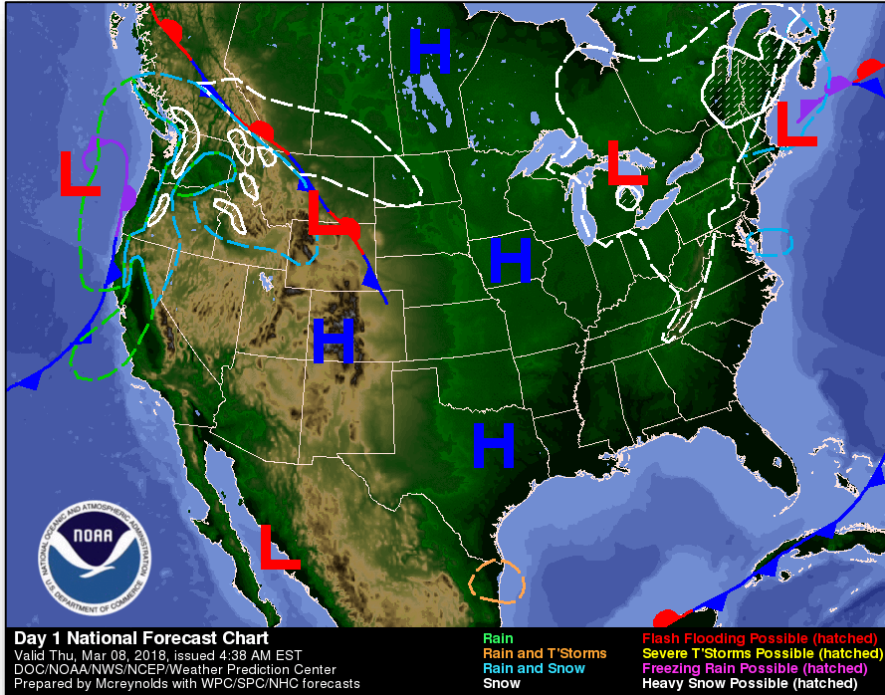 H
L
L
L
L
H
H
H
L
NOAA
NATIONAL OCEANIC AND ATMOSPHERIC ADMINISTRATION
U.S. DEPARTMENT OF COMMERCE
Day 1 National Forecast Chart
Valid Thu, Mar 08, 2018, issued 4:38 AM EST
DOC/NOAA/NWS/NCEP/Weather Prediction Center
Prepared by Mcreynolds with WPC/SPC/NHC forecasts
Rain
Rain and T'Storms
Rain and Snow
Snow
Flash Flooding Possible (hatched)
Severe T'Storms Possible (hatched)
Freezing Rain Possible (hatched)
Heavy Snow Possible (hatched)